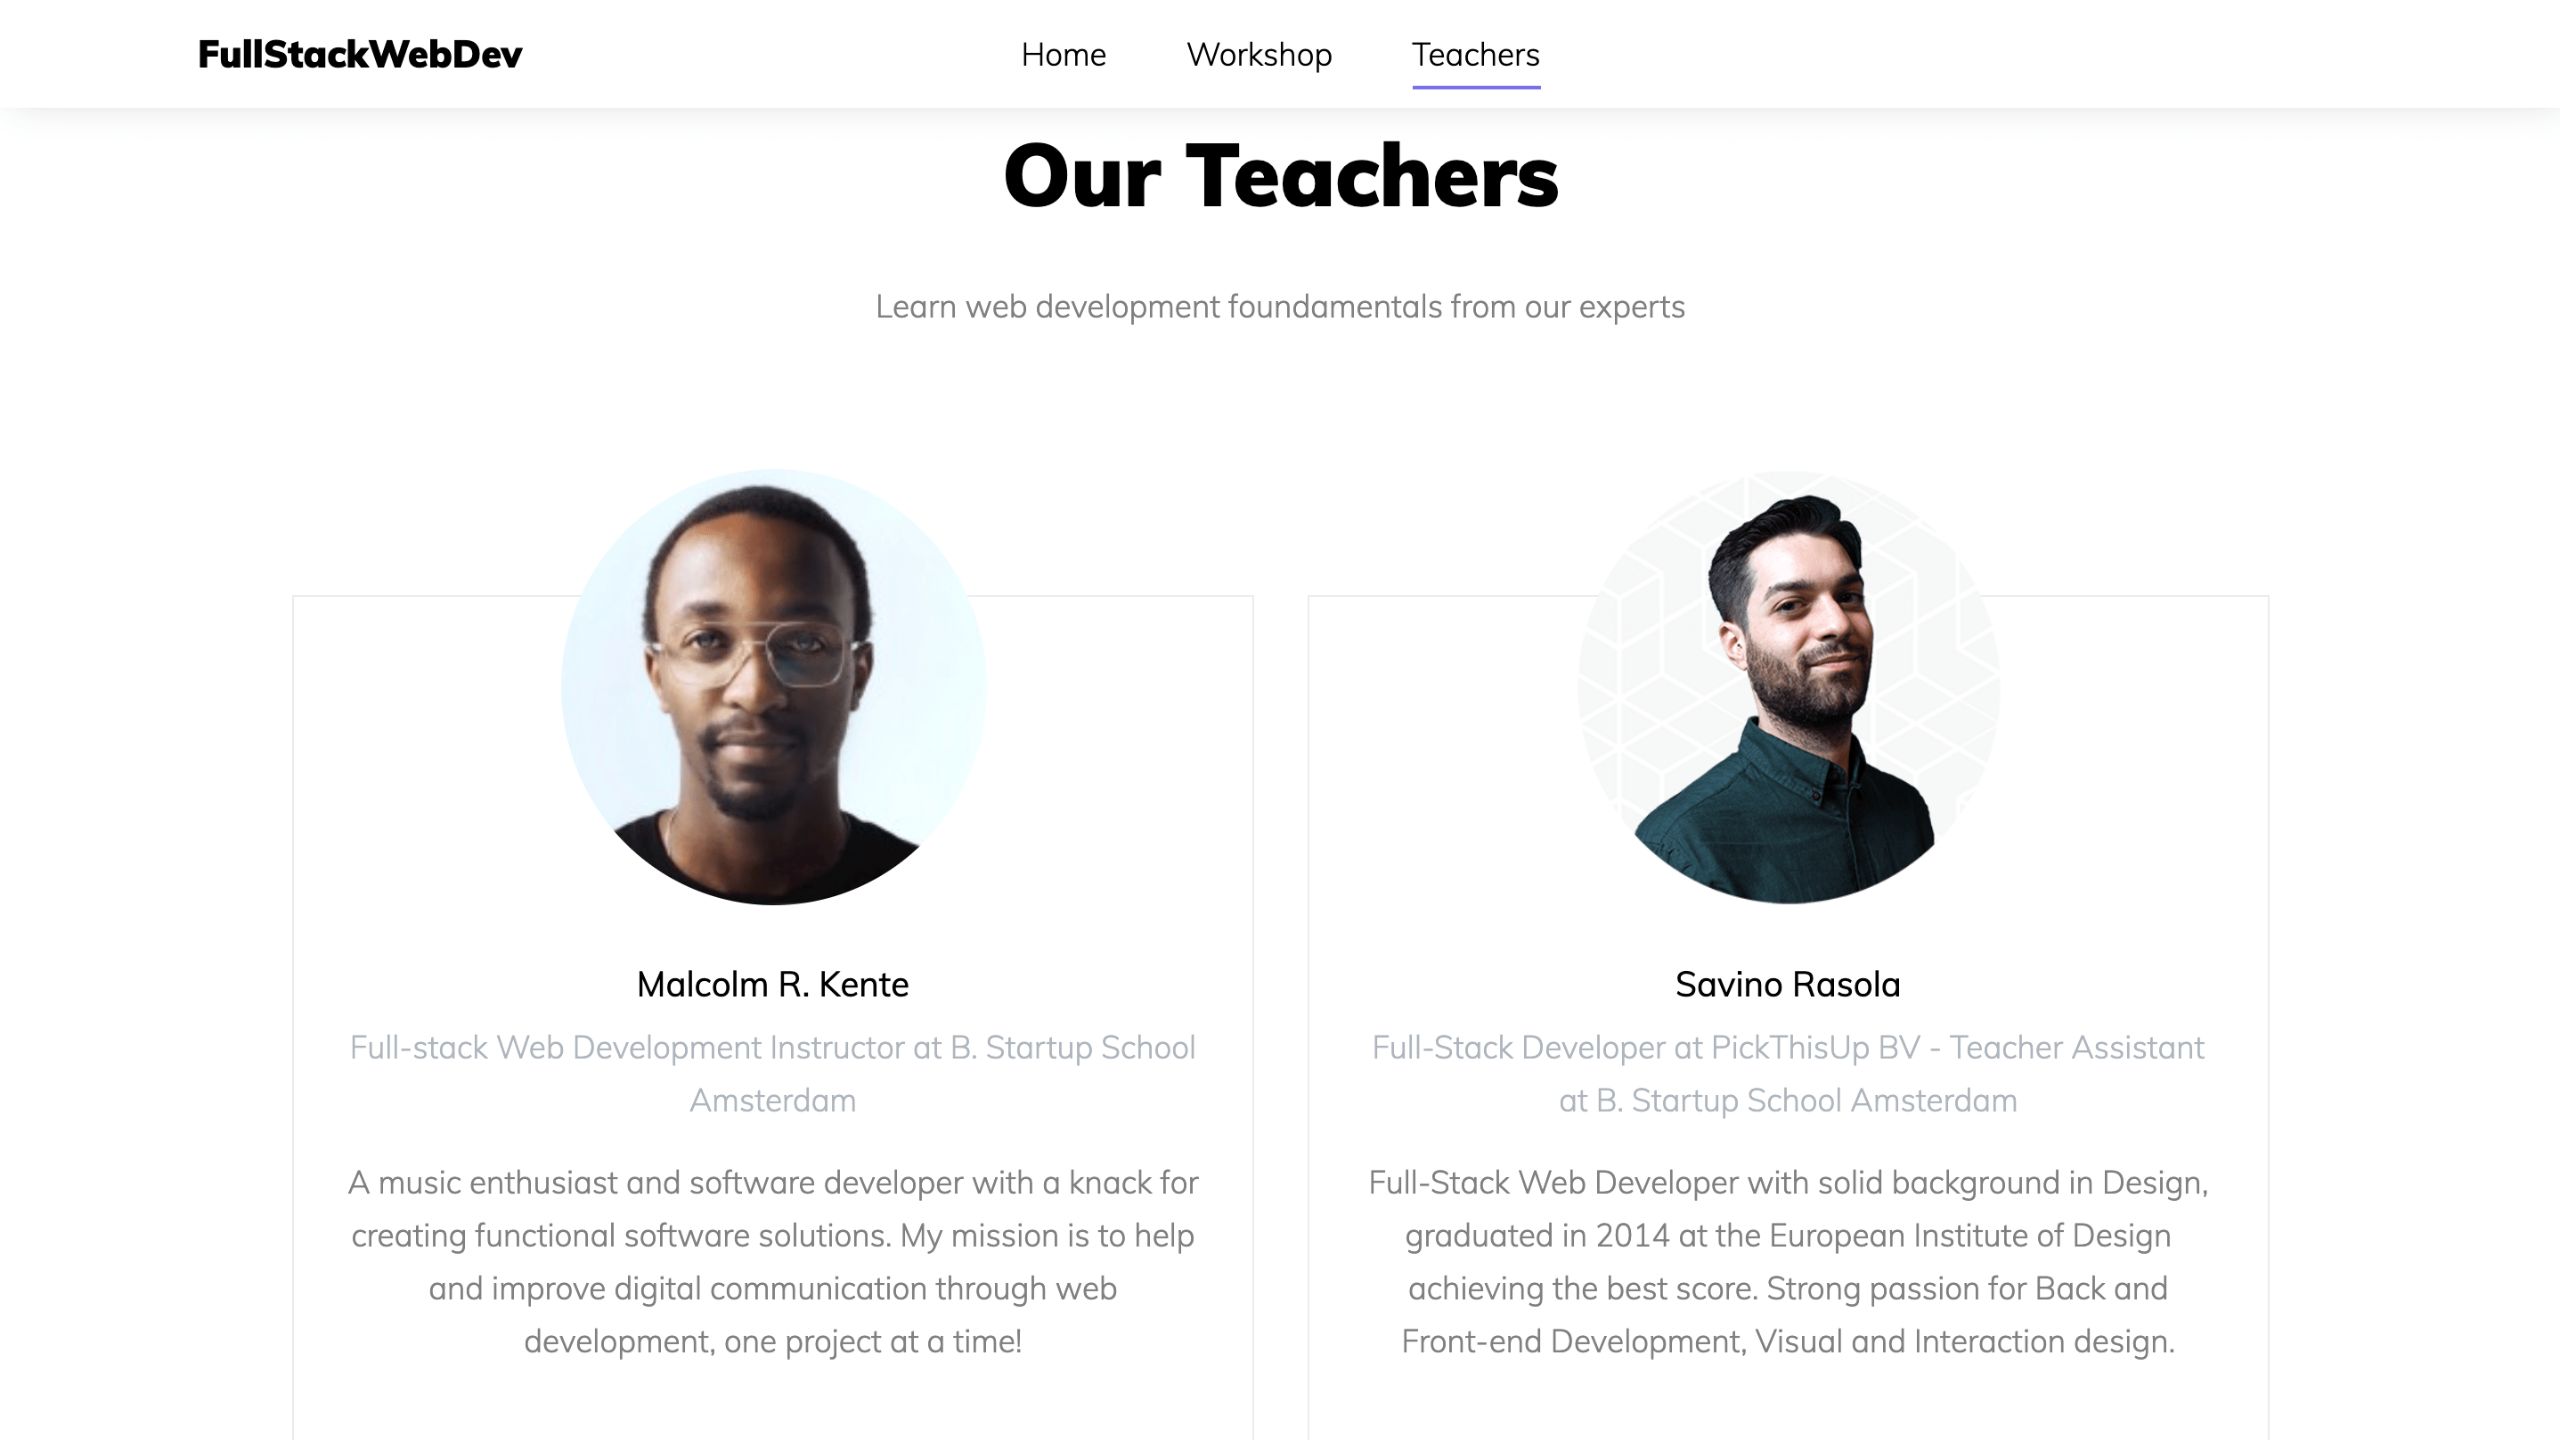 FullStackWebDev
Home
Workshop
Teachers
Our Teachers
Learn web development foundamentals from our experts
Malcolm R. Kente
Full-stack Web Development Instructor at B. Startup School
Amsterdam
A music enthusiast and software developer with a knack for
creating functional software solutions. My mission is to help
and improve digital communication through web
development, one project at a time!
Savino Rasola
Full-Stack Developer at PickThisUp BV - Teacher Assistant
at B. Startup School Amsterdam
Full-Stack Web Developer with solid background in Design,
graduated in 2014 at the European Institute of Design
achieving the best score. Strong passion for Back and
Front-end Development, Visual and Interaction design.